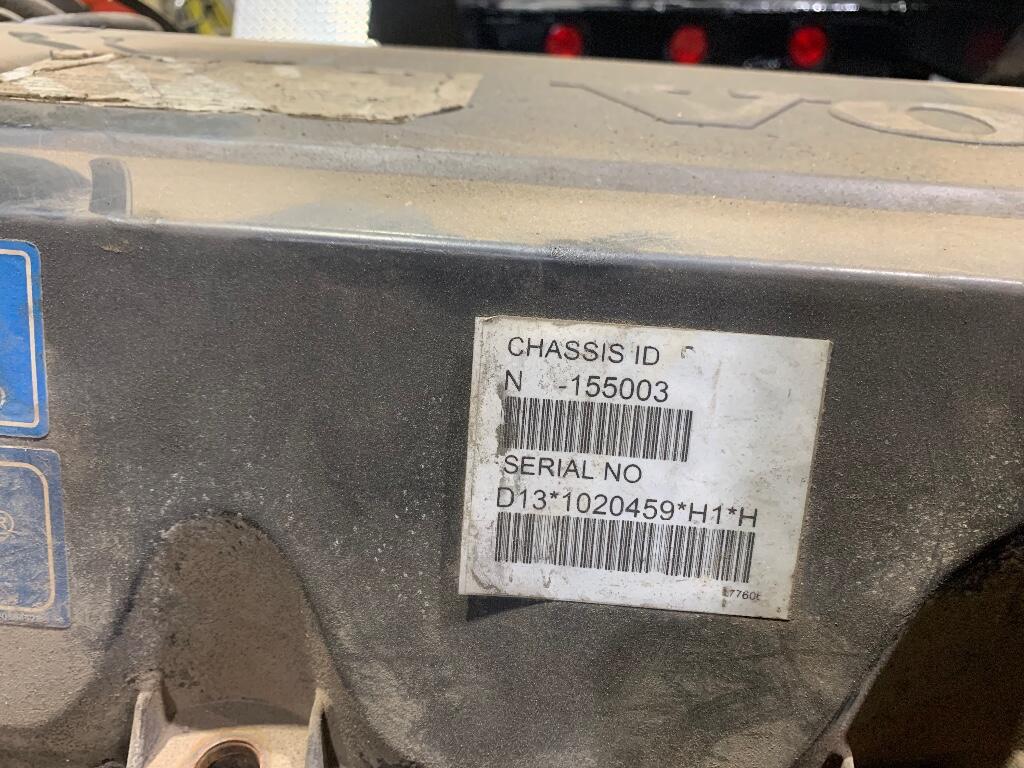 CHASSIS ID
N -155003
SERIAL NO
D13*1020459*H1*H